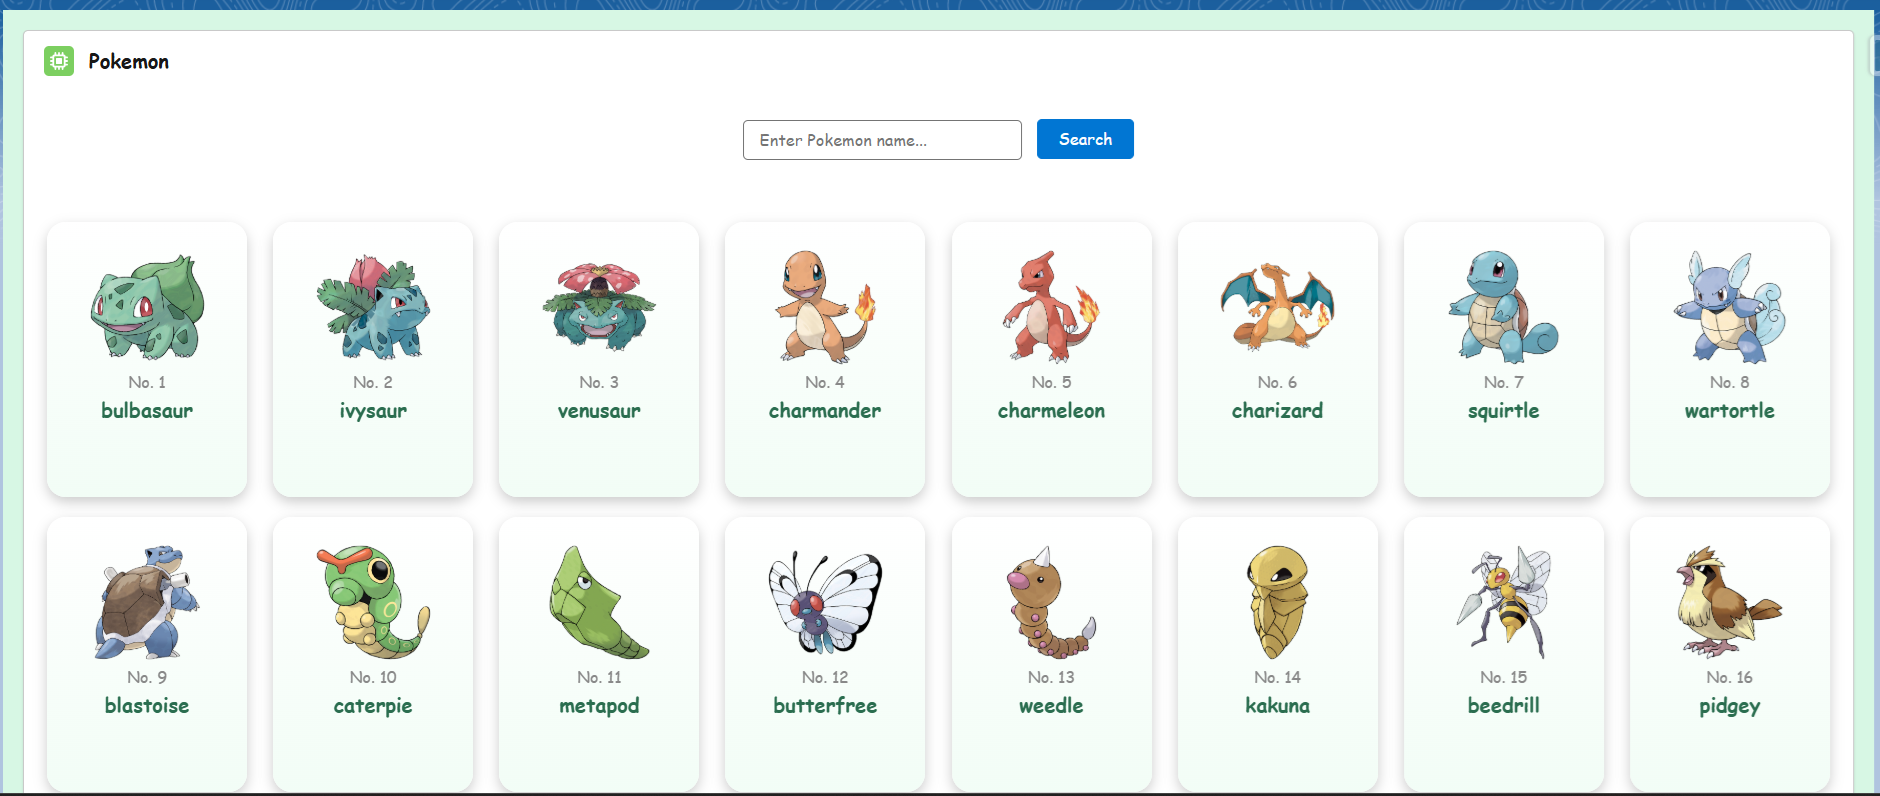 Pokemon
Enter Pokemon name...
Search
No. 1
bulbasaur
No. 2
ivysaur
No. 3
venusaur
No. 4
charmander
No. 5
charmeleon
No. 6
charizard
No. 7
squirtle
No. 8
wartortle
No. 9
blastoise
No. 10
caterpie
No. 11
metapod
No. 12
butterfree
No. 13
weedle
No. 14
kakuna
No. 15
beedrill
No. 16
pidgey